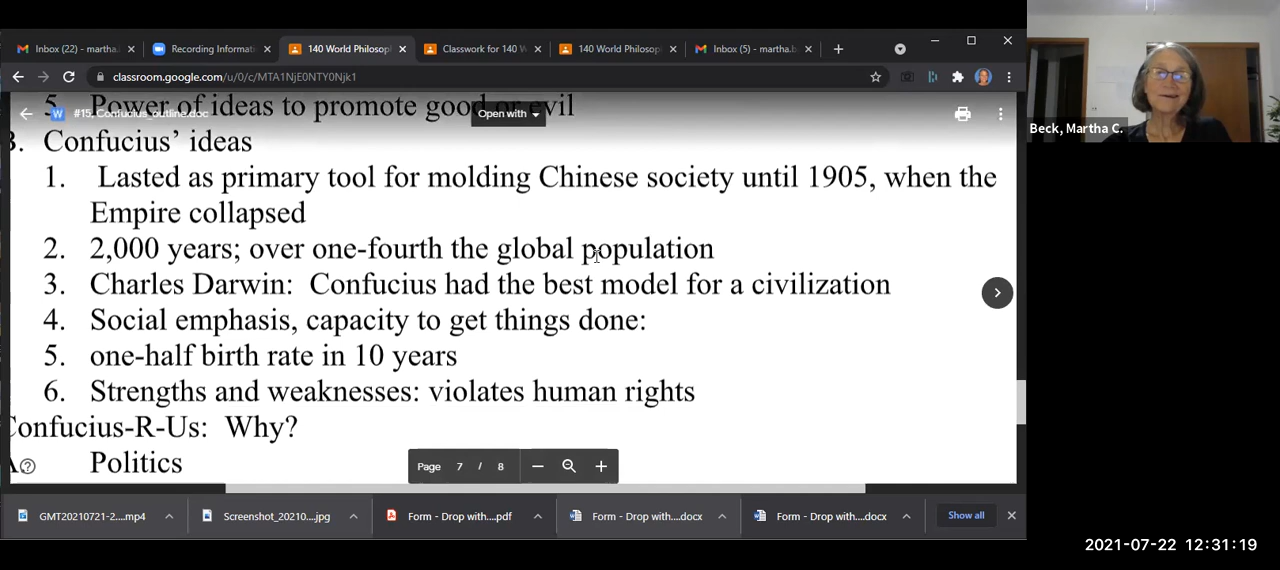 Inbox (22) - martha.
Recording Informati
140 World Philosopl
Classwork for 140 W
140 World Philosopl
Inbox (5) - martha.b
classroom.google.com/u/0/c/MTA1NjE0NTY0Njk1
5. Power of ideas to promote good or evil
#15, Confucius_outline.doc
Open with
Beck, Martha C.
3. Confucius' ideas
1. Lasted as primary tool for molding Chinese society until 1905, when the
Empire collapsed
2. 2,000 years; over one-fourth the global population
3. Charles Darwin: Confucius had the best model for a civilization
4. Social emphasis, capacity to get things done:
5. one-half birth rate in 10 years
6. Strengths and weaknesses: violates human rights
Confucius-R-Us: Why?
A Politics
Page 7 / 8
GMT20210721-2....mp4
Screenshot_20210....jpg
Form - Drop with....pdf
Form - Drop with....docx
Form - Drop with....docx
Show all
2021-07-22 12:31:19